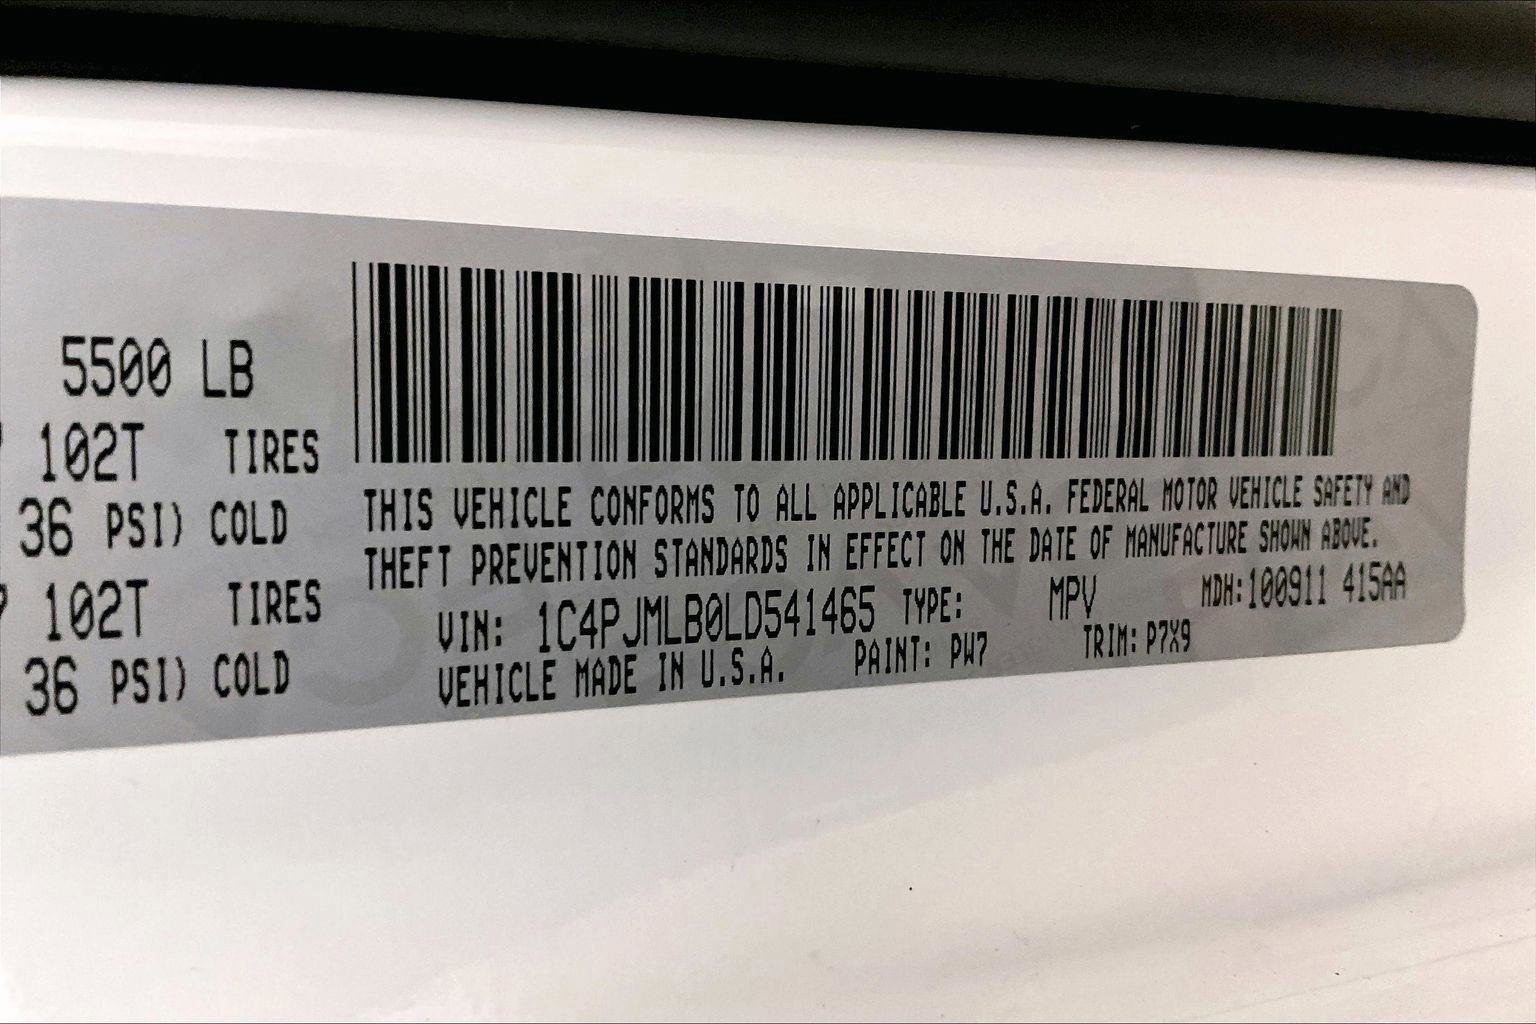 5500 LB
102T TIRES
36 PSI) COLD
102T TIRES
36 PSI) COLD
THIS VEHICLE CONFORMS TO ALL APPLICABLE U.S.A. FEDERAL MOTOR VEHICLE SAFETY AND
THEFT PREVENTION STANDARDS IN EFFECT ON THE DATE OF MANUFACTURE SHOWN ABOVE.
VIN: 1C4PJMLB0LD541465 TYPE: MPV MDH:100911 415AA
VEHICLE MADE IN U.S.A. PAINT: PW7 TRIM: P7X9